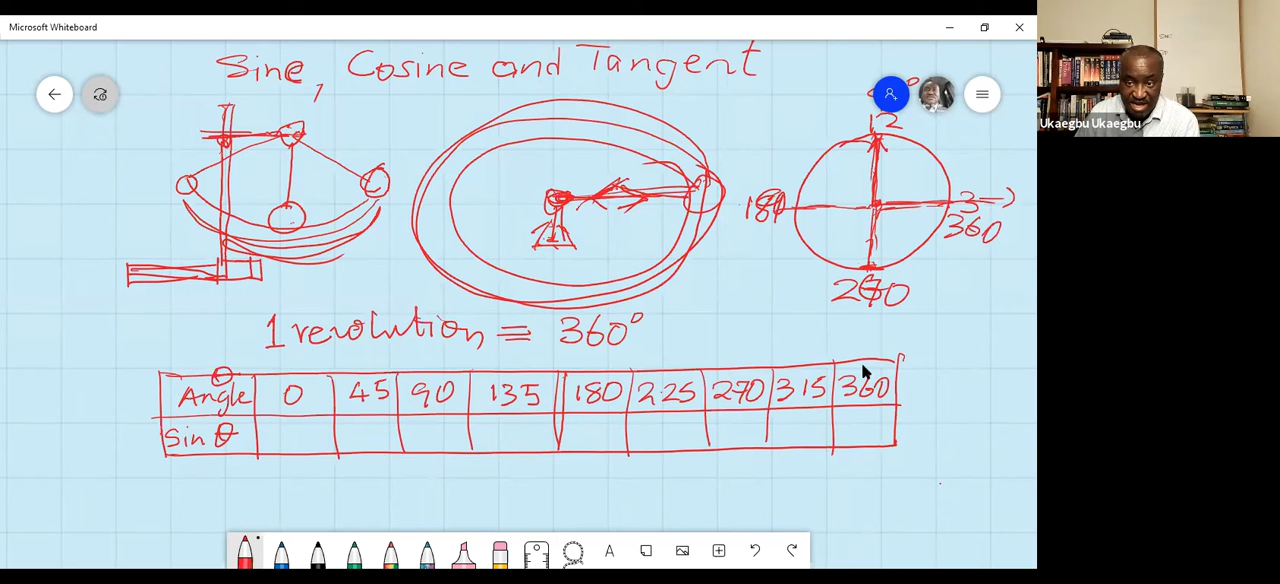 Microsoft Whiteboard
Sine, Cosine and Tangent
Ukaegbu Ukaegbu
12
180
3
360
270
1 revolution = 360°
θ
Angle 0 45 90 135 180 225 270 315 360
Sin θ
A